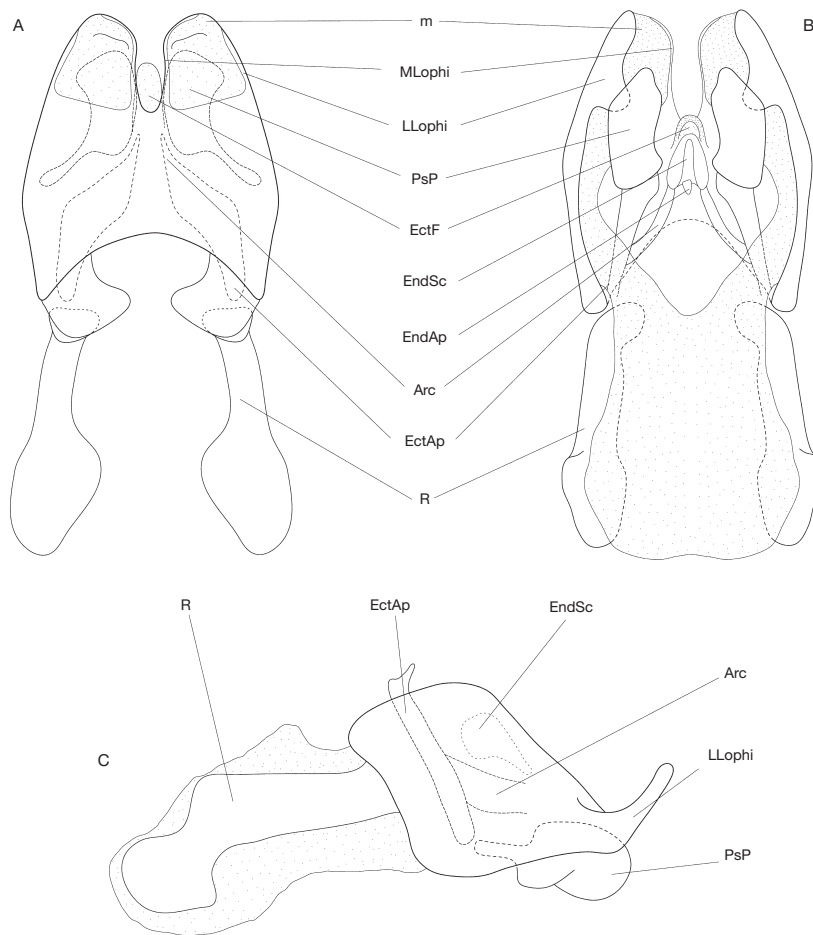 A
m
B
MLophi
LLophi
PsP
EctF
EndSc
EndAp
Arc
EctAp
R
R
EctAp
EndSc
Arc
LLophi
C
PsP